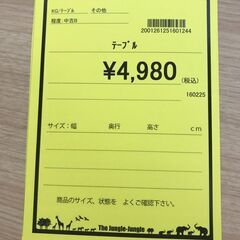 KG/テーブル その他
程度:中古B
2001261251601244
テーブル
¥4,980(税込)
160225
サイズ:幅 奥行 高さ cm
商品のサイズ、状態を よくご確認下さい。
The Jungle-Jungle